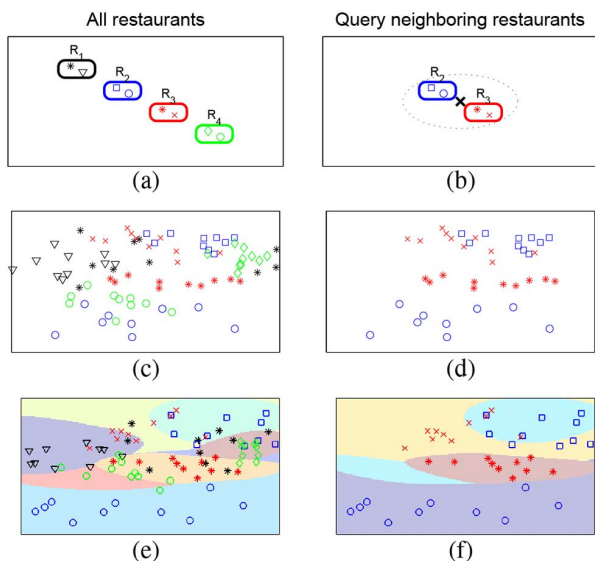 All restaurants
Query neighboring restaurants
R1
R2
R3
R4
(a)
R2
R3
(b)
(c)
(d)
(e)
(f)